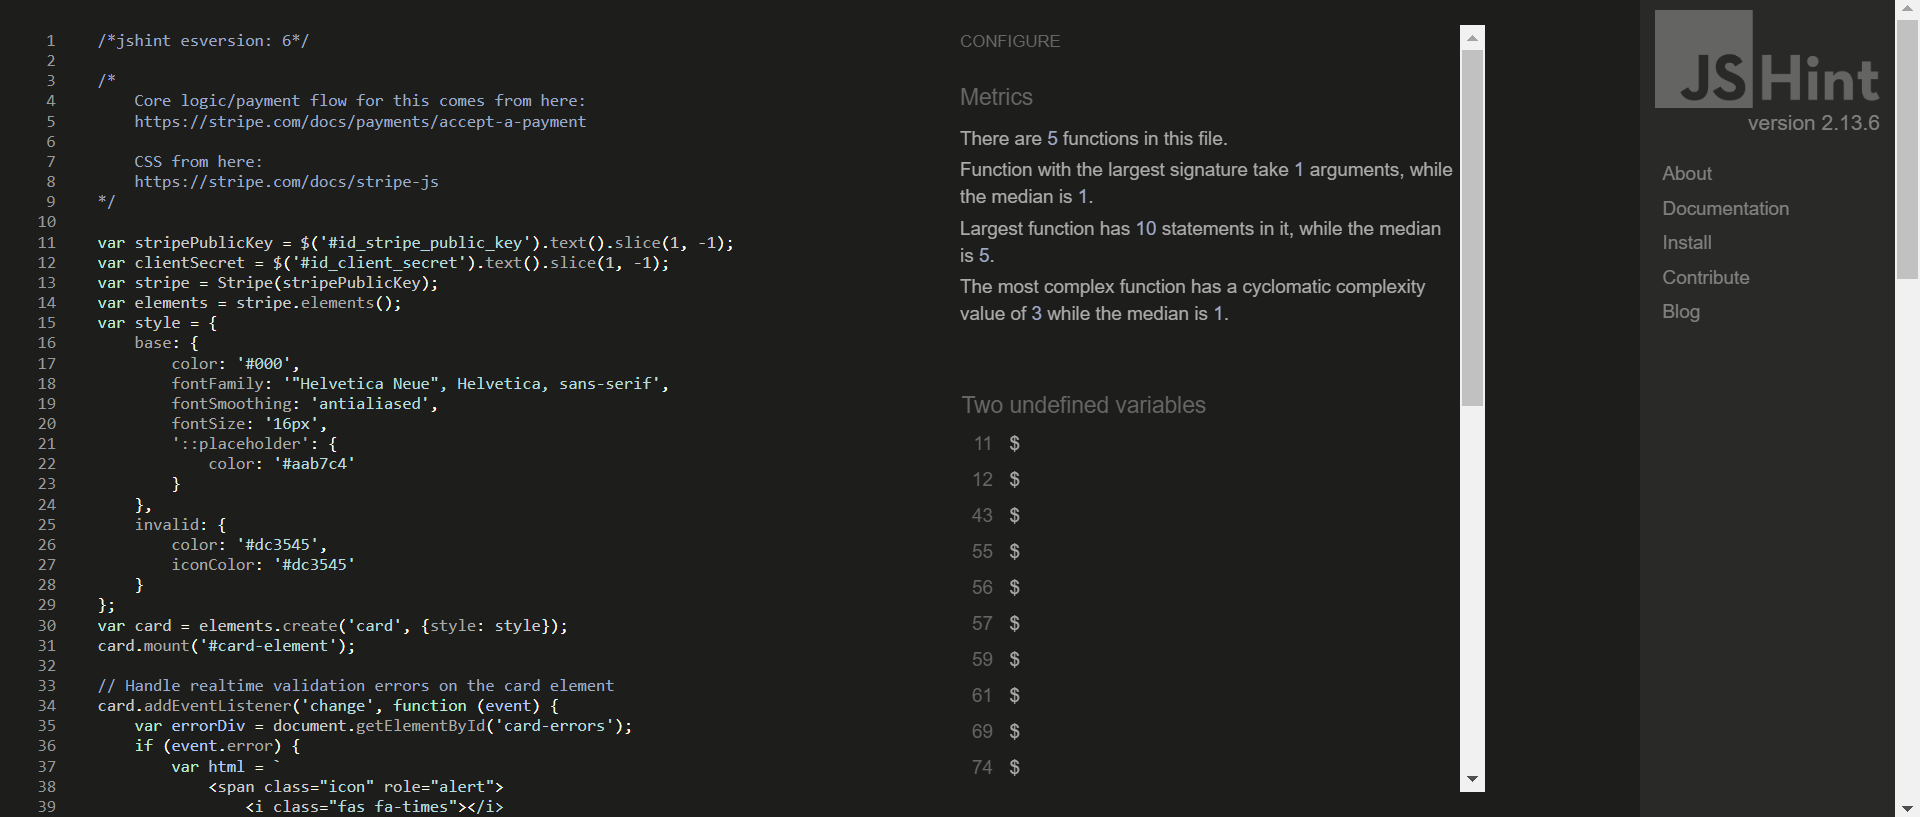 1 /*jshint esversion: 6*/
2
3 /*
4 Core logic/payment flow for this comes from here:
5 https://stripe.com/docs/payments/accept-a-payment
6
7 CSS from here:
8 https://stripe.com/docs/stripe-js
9 */
10
11 var stripePublicKey = $('#id_stripe_public_key').text().slice(1, -1);
12 var clientSecret = $('#id_client_secret').text().slice(1, -1);
13 var stripe = Stripe(stripePublicKey);
14 var elements = stripe.elements();
15 var style = {
16 base: {
17 color: '#000',
18 fontFamily: '"Helvetica Neue", Helvetica, sans-serif',
19 fontSmoothing: 'antialiased',
20 fontSize: '16px',
21 '::placeholder': {
22 color: '#aab7c4'
23 }
24 },
25 invalid: {
26 color: '#dc3545',
27 iconColor: '#dc3545'
28 }
29 };
30 var card = elements.create('card', {style: style});
31 card.mount('#card-element');
32
33 // Handle realtime validation errors on the card element
34 card.addEventListener('change', function (event) {
35 var errorDiv = document.getElementById('card-errors');
36 if (event.error) {
37 var html = `
38 <span class="icon" role="alert">
39 <i class="fas fa-times"></i>
CONFIGURE
Metrics
There are 5 functions in this file.
Function with the largest signature take 1 arguments, while
the median is 1.
Largest function has 10 statements in it, while the median
is 5.
The most complex function has a cyclomatic complexity
value of 3 while the median is 1.
Two undefined variables
11 $
12 $
43 $
55 $
56 $
57 $
59 $
61 $
69 $
74 $
JSHint
version 2.13.6
About
Documentation
Install
Contribute
Blog